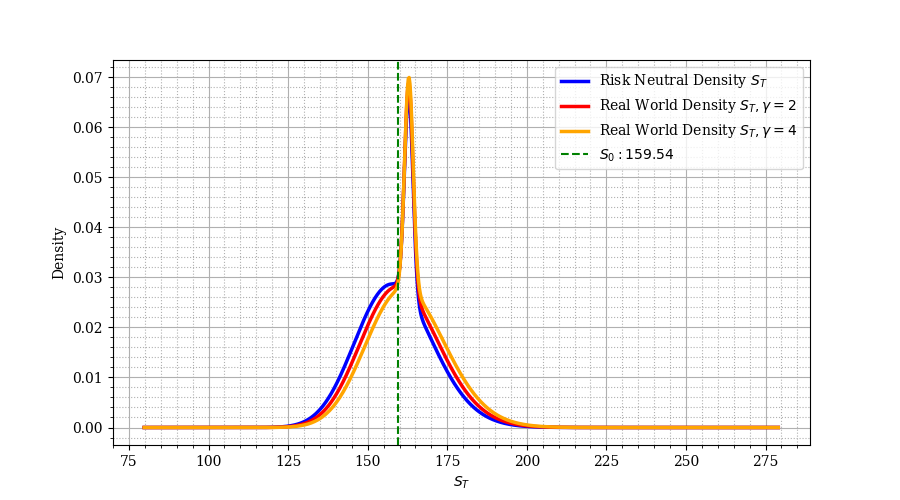 Risk Neutral Density $S_T$
Real World Density $S_T, \gamma = 2$
Real World Density $S_T, \gamma = 4$
$S_0 : 159.54$
0.07
0.06
0.05
0.04
0.03
0.02
0.01
0.00
Density
75 100 125 150 175 200 225 250 275
$S_T$